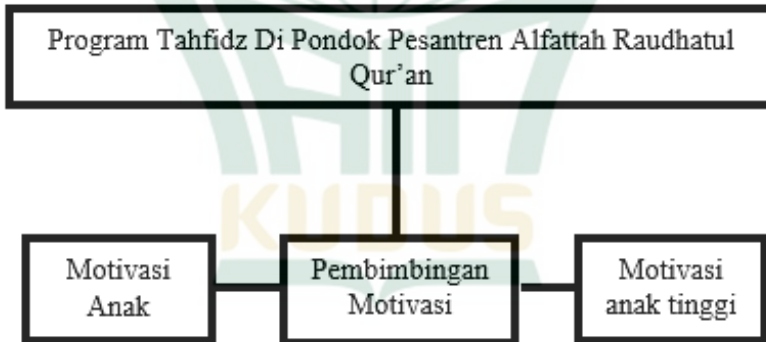 Program Tahfidz Di Pondok Pesantren Alfattah Raudhatul
Qur’an
KUDUS
Motivasi
Anak
Pembimbingan
Motivasi
Motivasi
anak tinggi